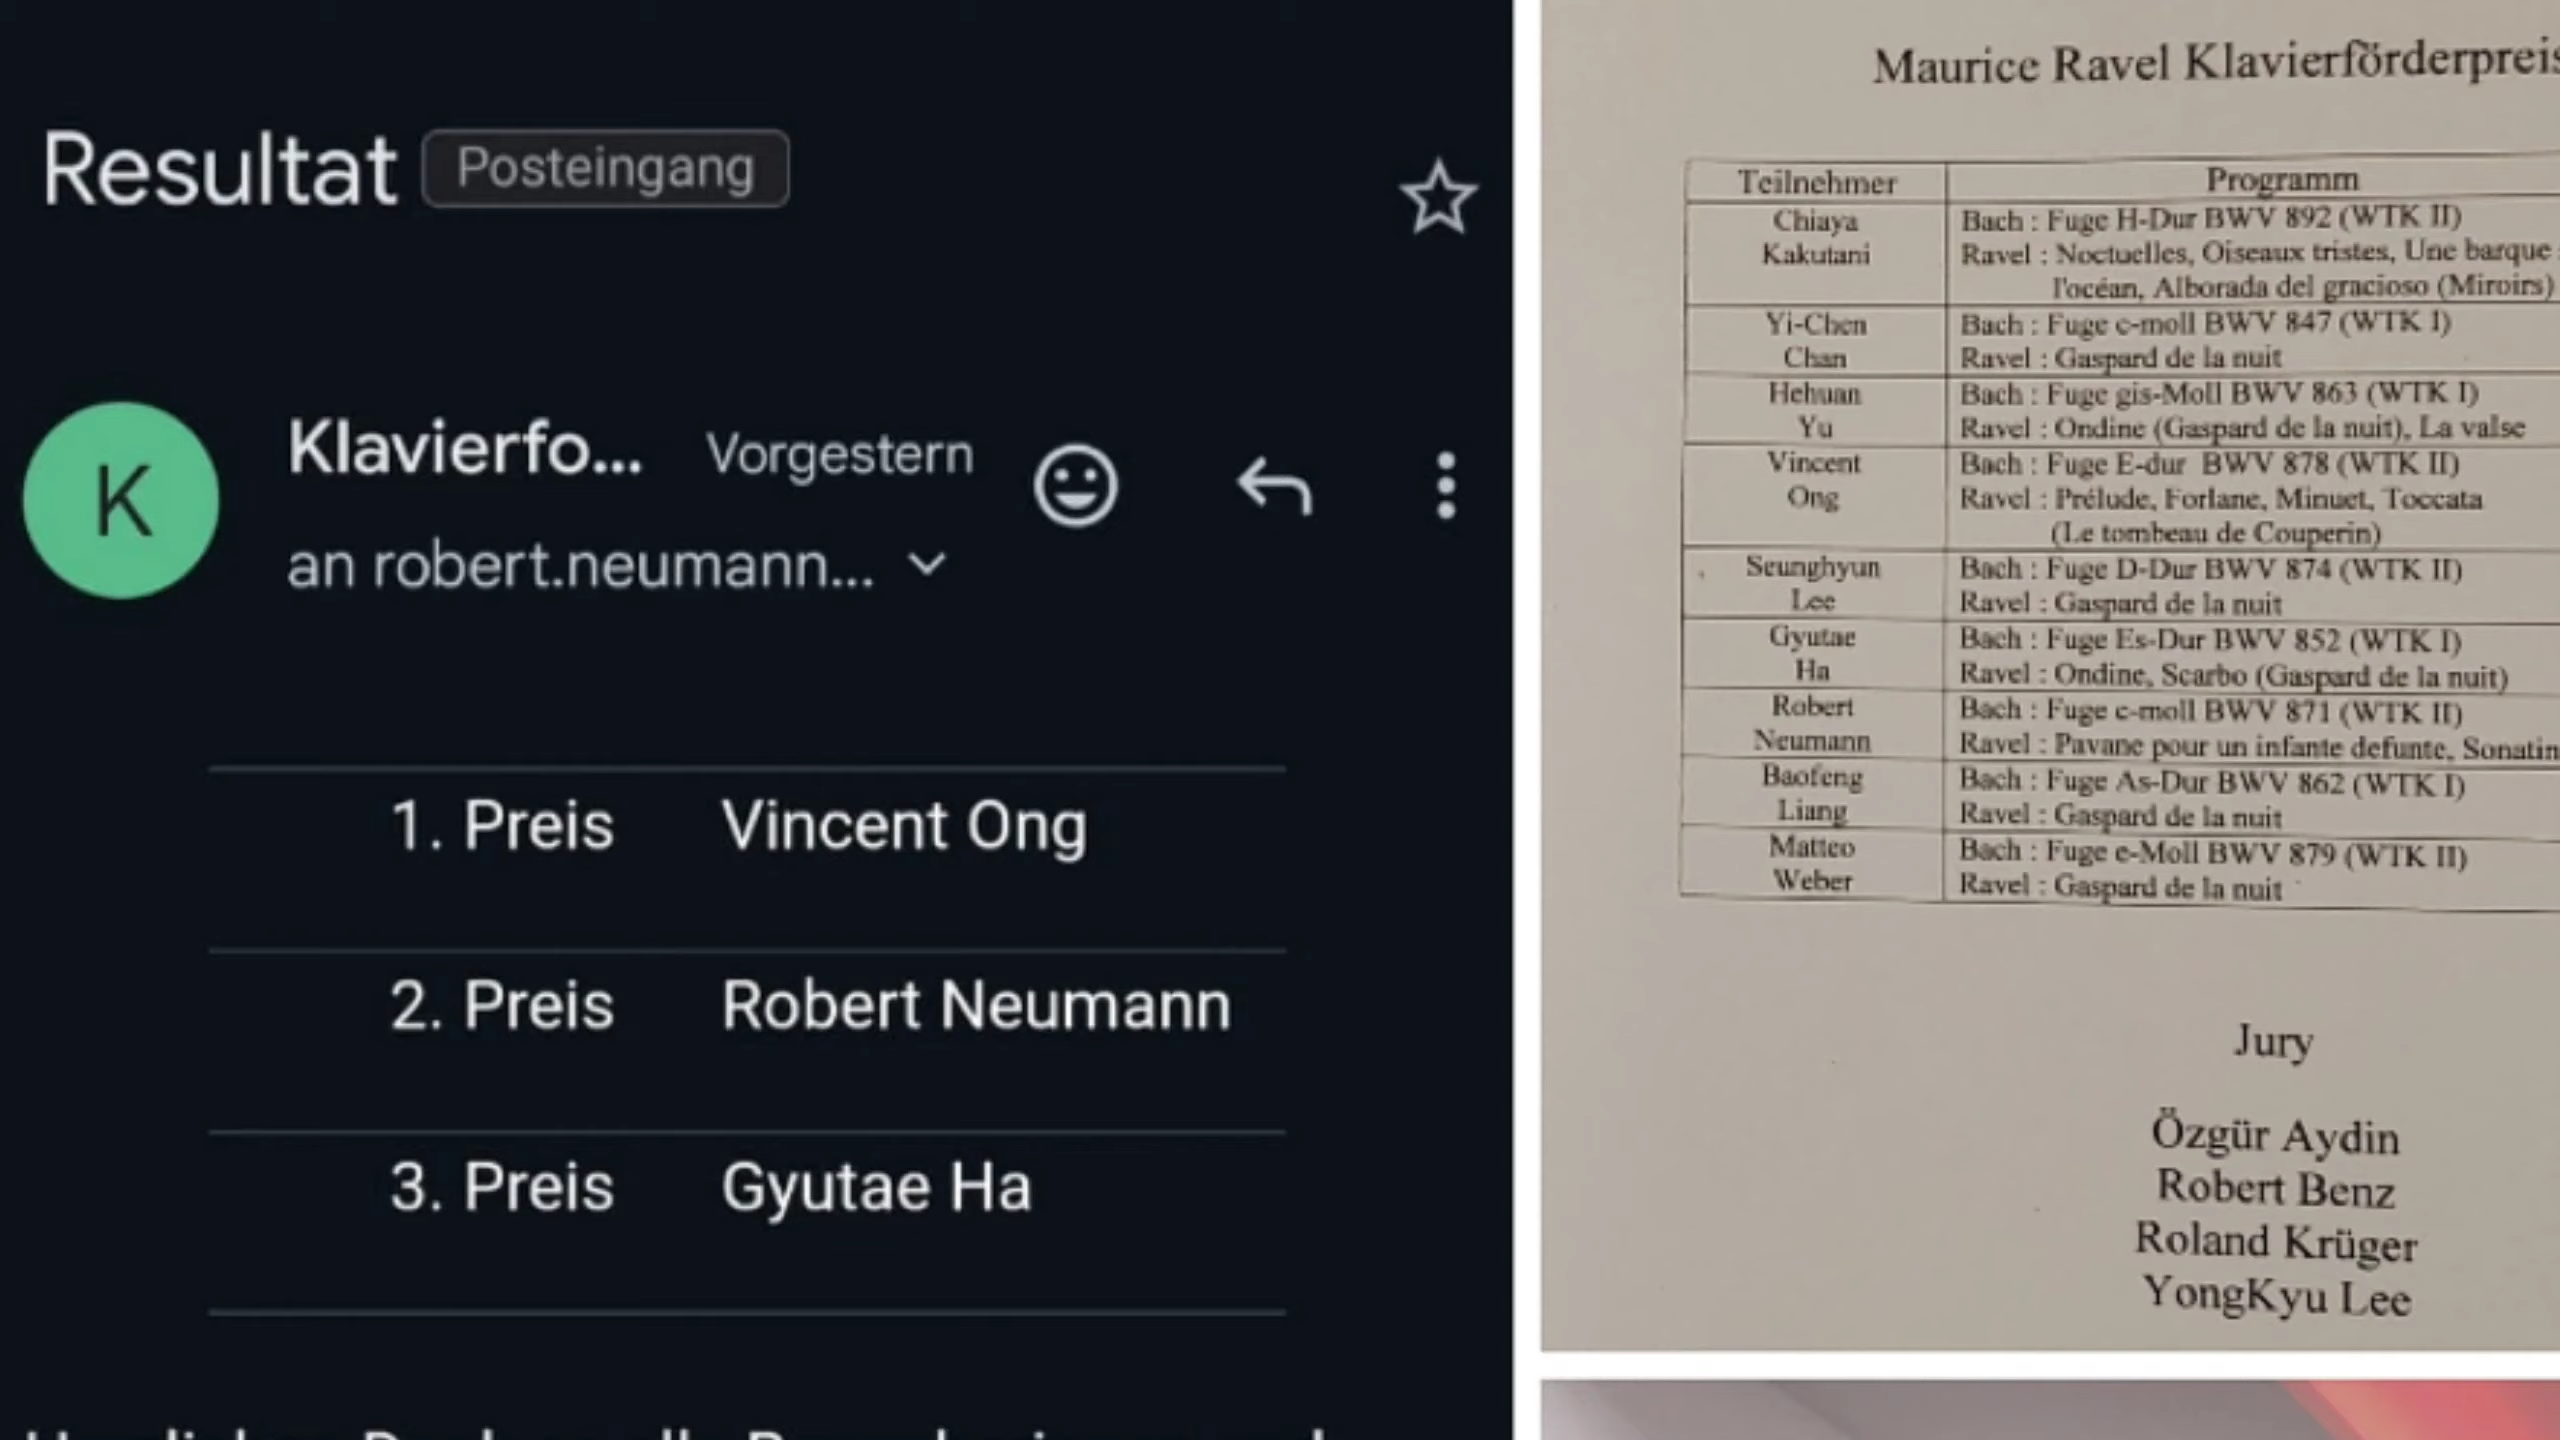 Resultat Posteingang
Klavierfo... Vorgestern
an robert.neumann...
K
1. Preis Vincent Ong
2. Preis Robert Neumann
3. Preis Gyutae Ha
Maurice Ravel Klavierförderpreis
Teilnehmer Programm
Chiaya Bach : Fuge H-Dur BWV 892 (WTK II)
Kakutani Ravel : Noctuelles, Oiseaux tristes, Une barque
l'océan, Alborada del gracioso (Miroirs)
Yi-Chen Bach : Fuge c-moll BWV 847 (WTK I)
Chan Ravel : Gaspard de la nuit
Hehuan Bach : Fuge gis-Moll BWV 863 (WTK I)
Yu Ravel : Ondine (Gaspard de la nuit), La valse
Vincent Bach : Fuge E-dur BWV 878 (WTK II)
Ong Ravel : Prélude, Forlane, Minuet, Toccata
(Le tombeau de Couperin)
Seunghyun Bach : Fuge D-Dur BWV 874 (WTK II)
Lee Ravel : Gaspard de la nuit
Gyutae Bach : Fuge Es-Dur BWV 852 (WTK I)
Ha Ravel : Ondine, Scarbo (Gaspard de la nuit)
Robert Bach : Fuge c-moll BWV 871 (WTK II)
Neumann Ravel : Pavane pour un infante defunte, Sonatin
Baofeng Bach : Fuge As-Dur BWV 862 (WTK I)
Liang Ravel : Gaspard de la nuit
Matteo Bach : Fuge e-Moll BWV 879 (WTK II)
Weber Ravel : Gaspard de la nuit
Jury
Özgür Aydin
Robert Benz
Roland Krüger
YongKyu Lee